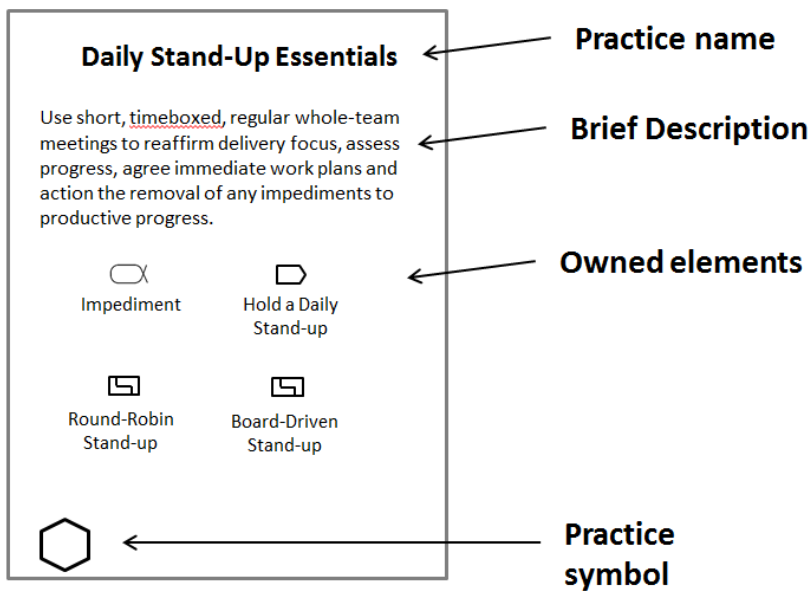 Daily Stand-Up Essentials
Practice name
Use short, timeboxed, regular whole-team
meetings to reaffirm delivery focus, assess
progress, agree immediate work plans and
action the removal of any impediments to
productive progress.
Brief Description
Owned elements
Impediment
Hold a Daily
Stand-up
Round-Robin
Stand-up
Board-Driven
Stand-up
Practice
symbol